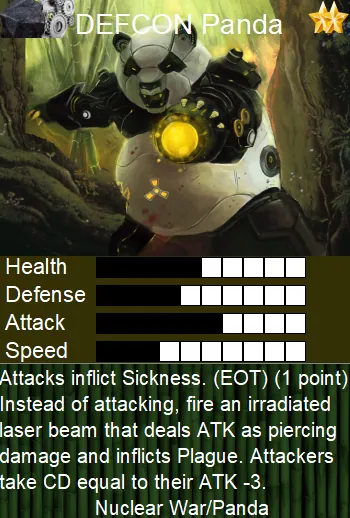 DEFCON Panda
Health
Defense
Attack
Speed
Attacks inflict Sickness. (EOT) (1 point)
Instead of attacking, fire an irradiated
laser beam that deals ATK as piercing
damage and inflicts Plague. Attackers
take CD equal to their ATK -3.
Nuclear War/Panda